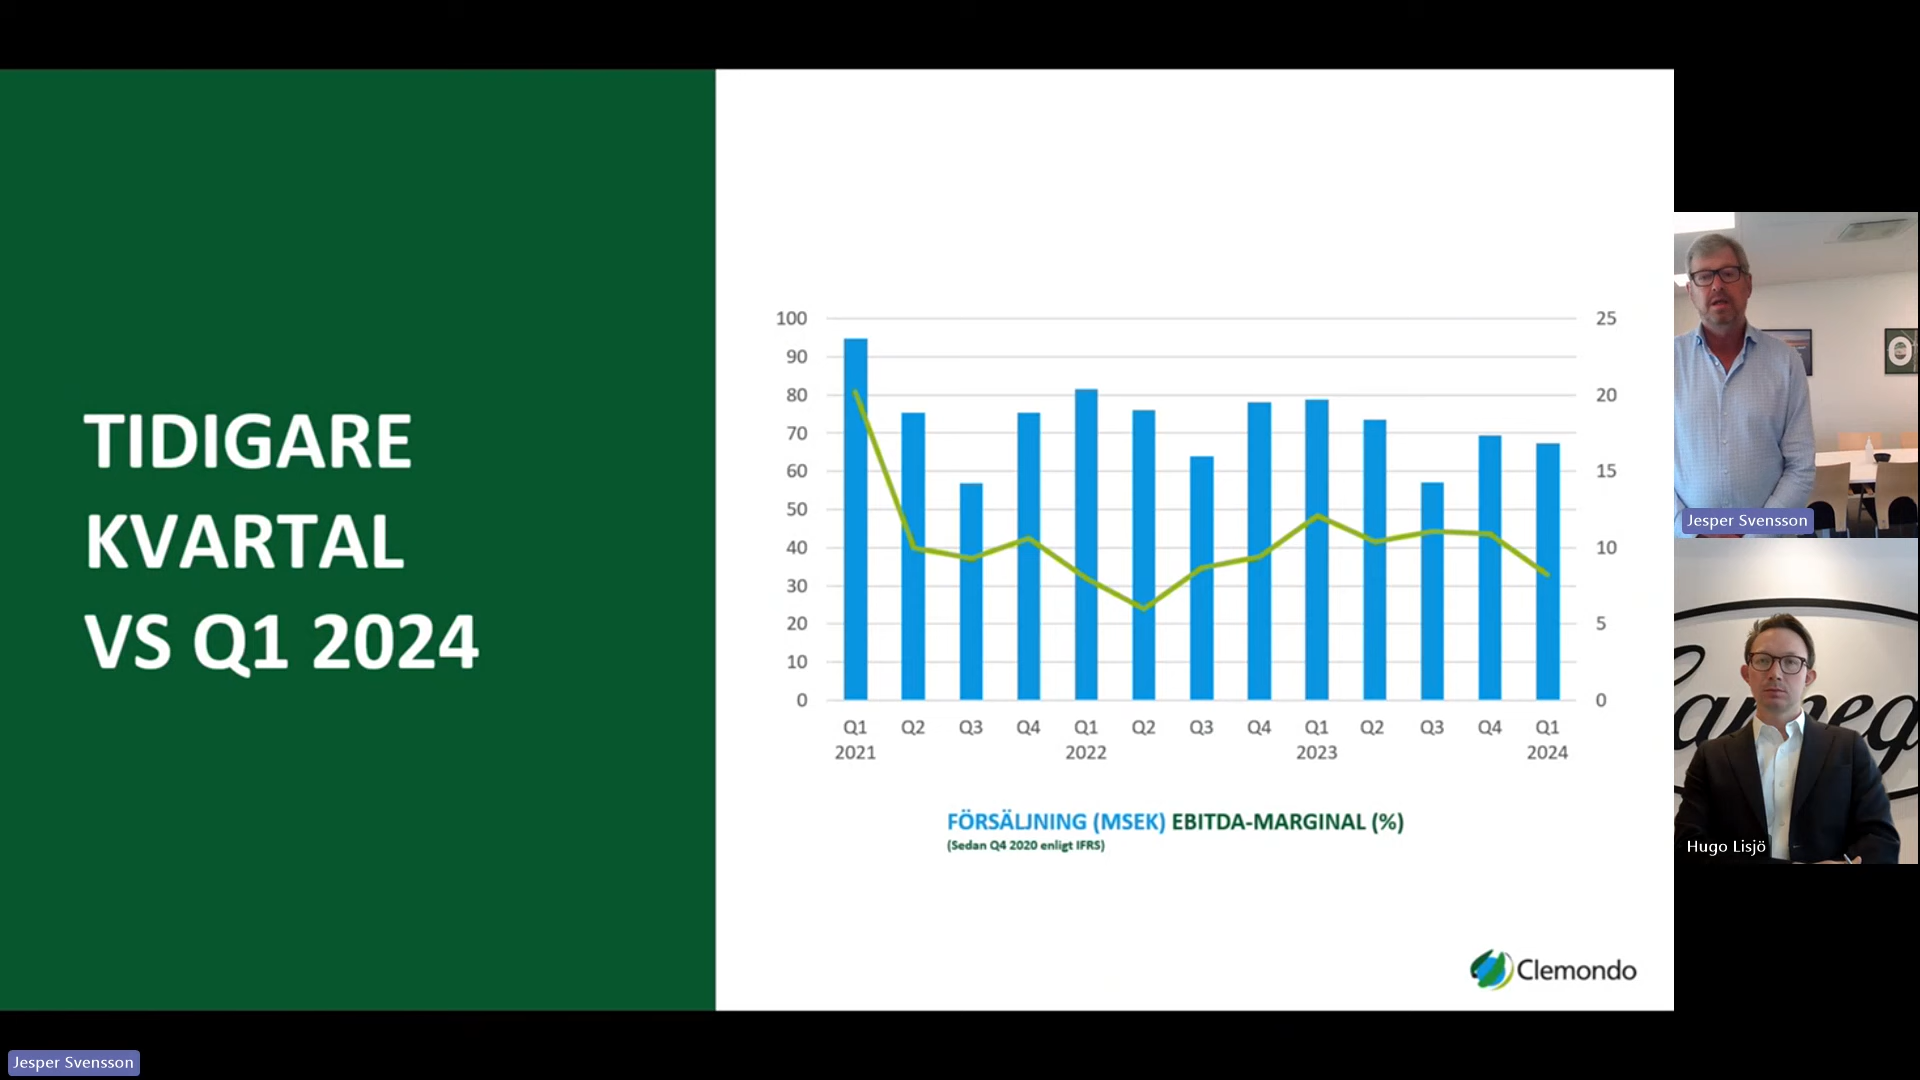 TIDIGARE
KVARTAL
VS Q1 2024
100
90
80
70
60
50
40
30
20
10
0
25
20
15
10
5
0
Q1 Q2 Q3 Q4 Q1 Q2 Q3 Q4 Q1 Q2 Q3 Q4 Q1
2021 2022 2023 2024
FÖRSÄLJNING (MSEK) EBITDA-MARGINAL (%)
(Sedan Q4 2020 enligt IFRS)
Clemondo
Jesper Svensson
Hugo Lisjö
Jesper Svensson